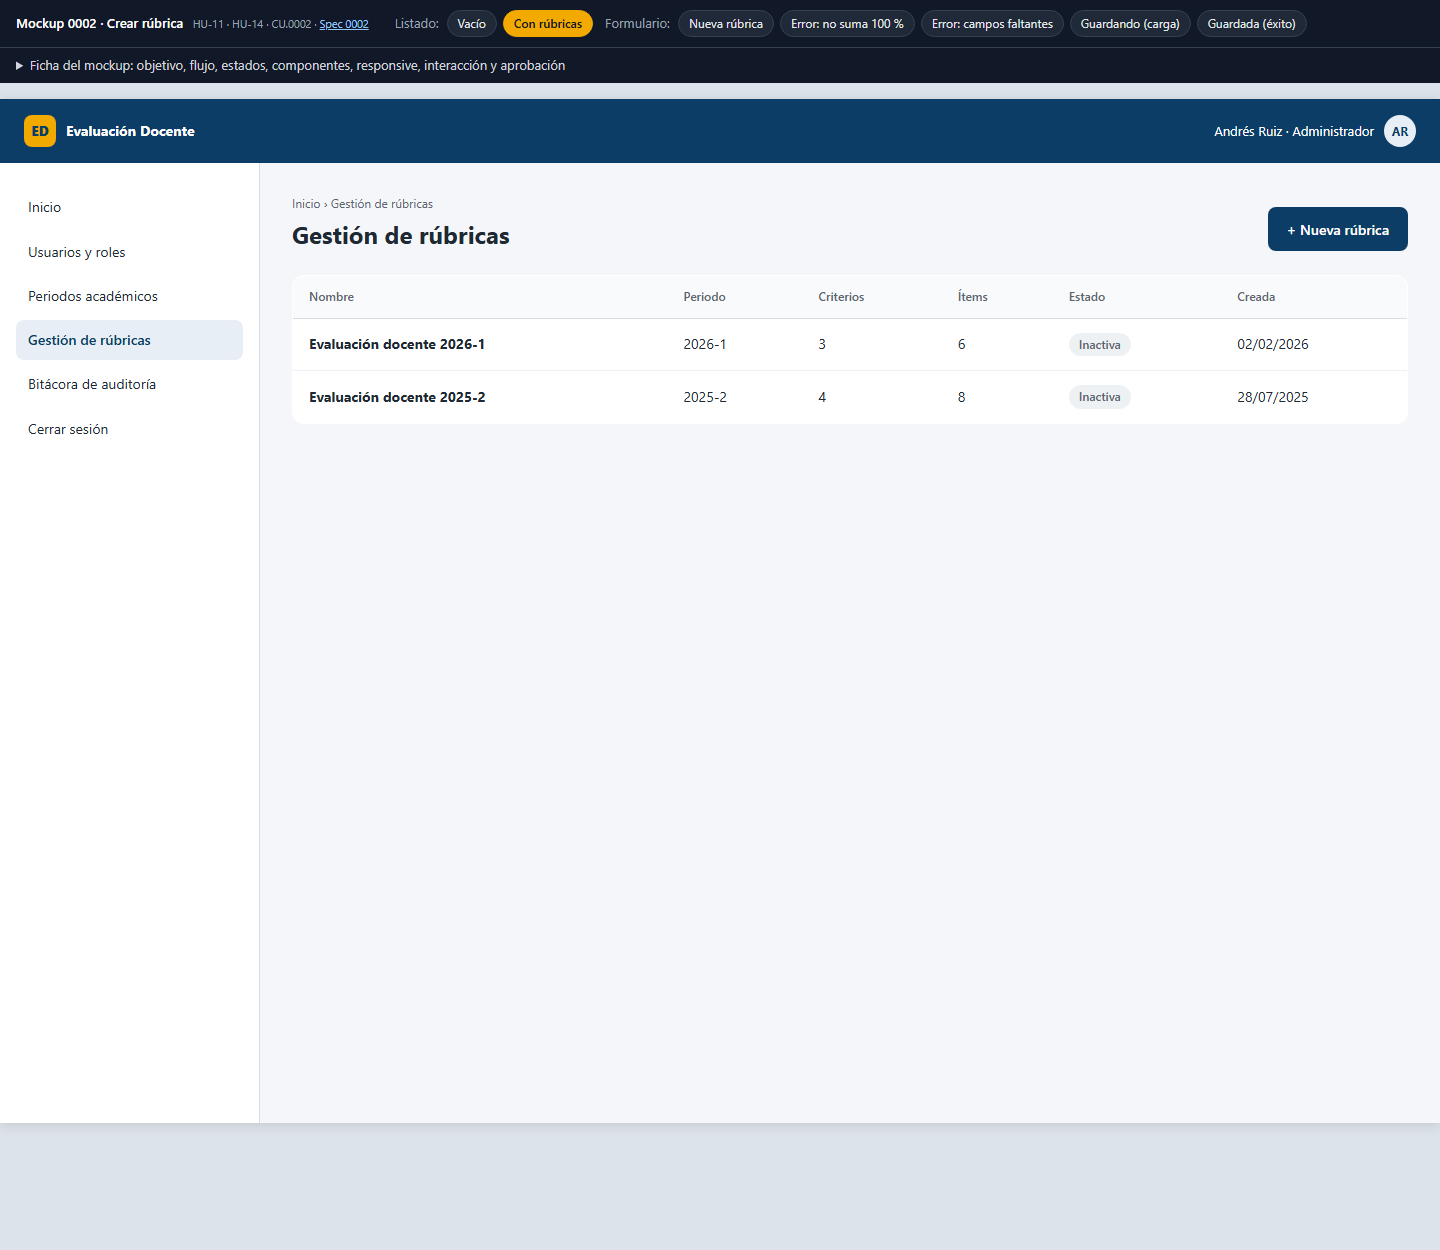 Mockup 0002 · Crear rúbrica HU-11 · HU-14 · CU.0002 · Spec 0002 Listado: Vacío Con rúbricas Formulario: Nueva rúbrica Error: no suma 100 % Error: campos faltantes Guardando (carga) Guardada (éxito)
Ficha del mockup: objetivo, flujo, estados, componentes, responsive, interacción y aprobación
ED Evaluación Docente Andrés Ruiz · Administrador AR
Inicio
Usuarios y roles
Periodos académicos
Gestión de rúbricas
Bitácora de auditoría
Cerrar sesión
Inicio › Gestión de rúbricas
Gestión de rúbricas
+ Nueva rúbrica
Nombre Periodo Criterios Ítems Estado Creada
Evaluación docente 2026-1 2026-1 3 6 Inactiva 02/02/2026
Evaluación docente 2025-2 2025-2 4 8 Inactiva 28/07/2025